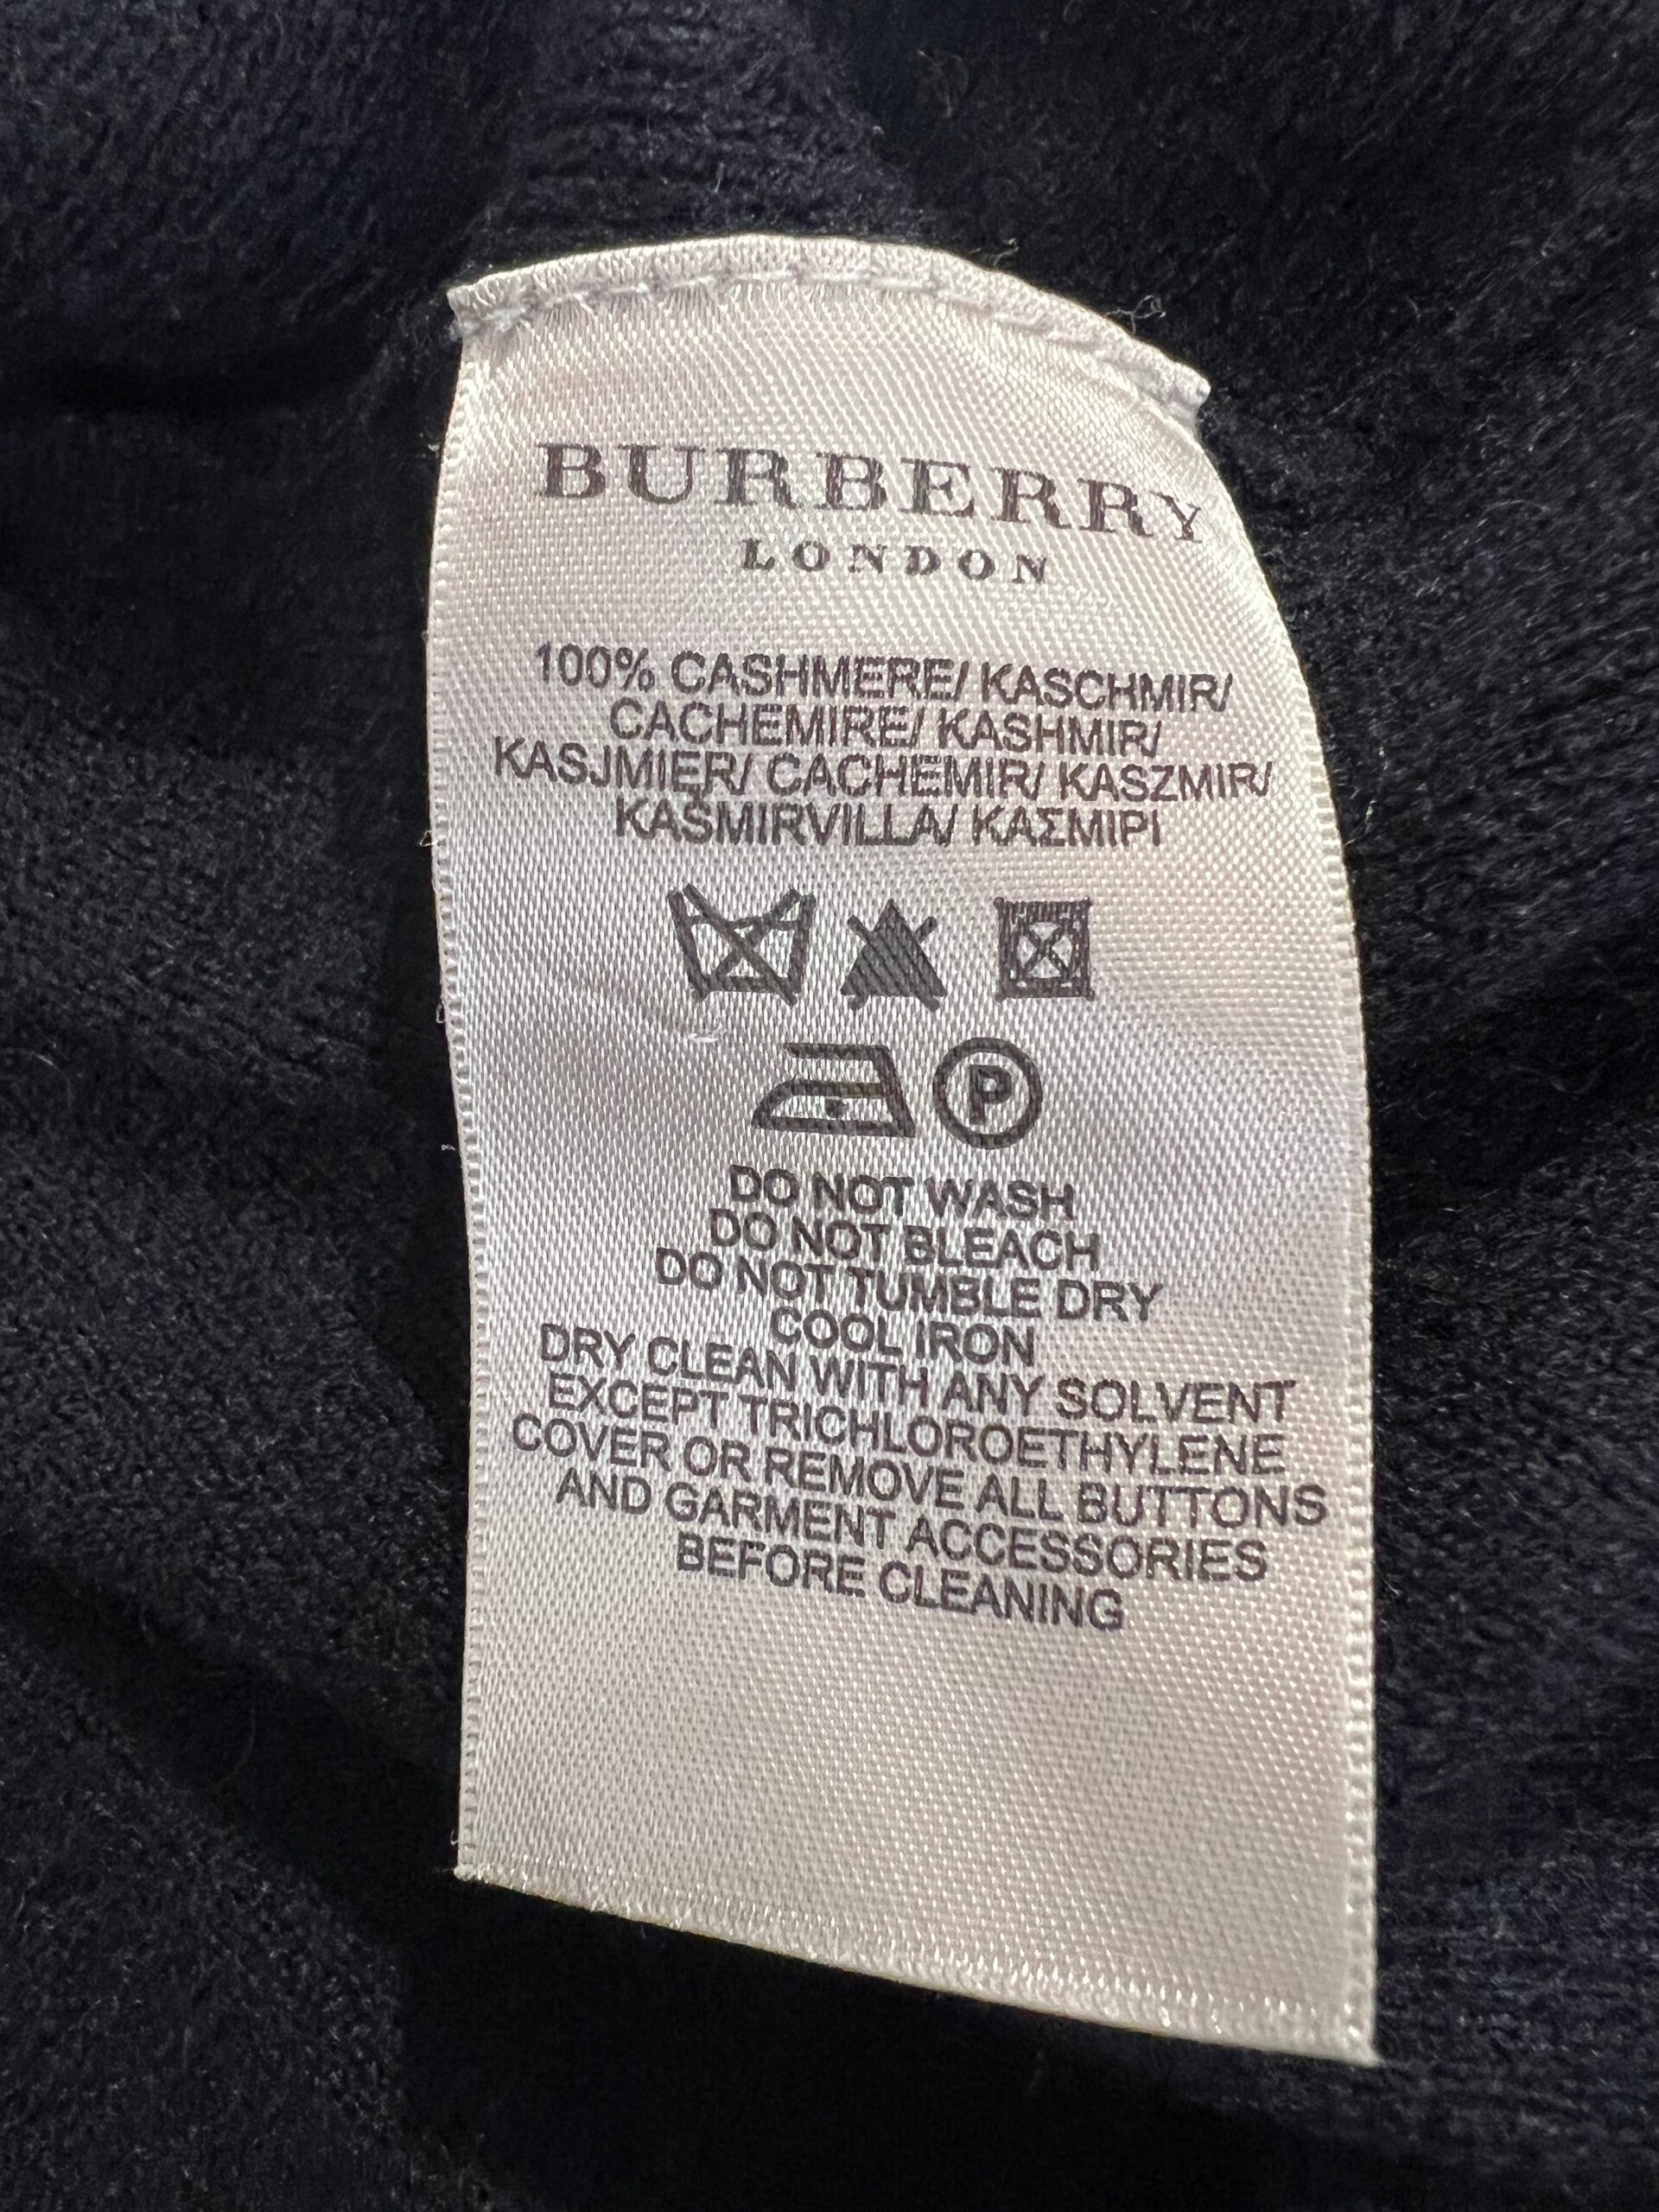 BURBERRY
LONDON
100% CASHMERE/ KASCHMIR/
CACHEMIRE/ KASHMIR/
KASJMIER/ CACHEMIR/ KASZMIR/
KAŠMIRVILLA/ ΚΑΣΜΙΡΙ
P
DO NOT WASH
DO NOT BLEACH
DO NOT TUMBLE DRY
COOL IRON
DRY CLEAN WITH ANY SOLVENT
EXCEPT TRICHLOROETHYLENE
COVER OR REMOVE ALL BUTTONS
AND GARMENT ACCESSORIES
BEFORE CLEANING